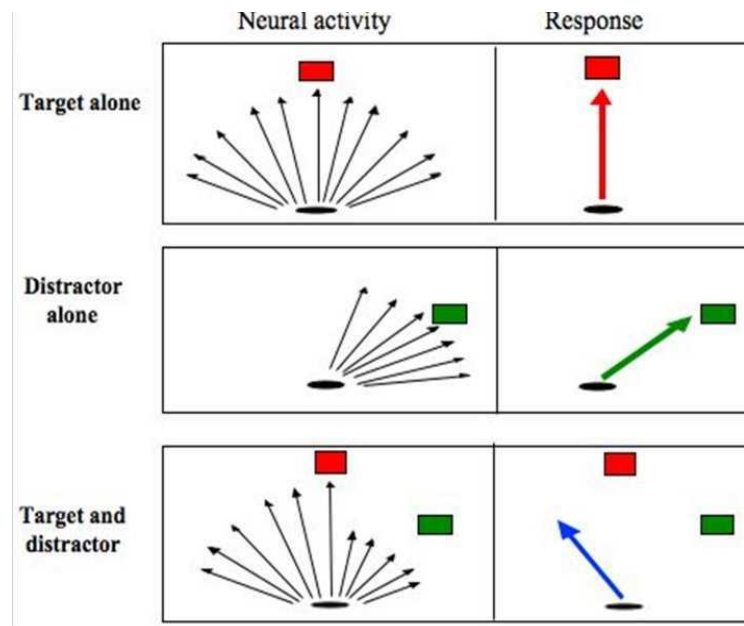 Neural activity
Response
Target alone
Distractor
alone
Target and
distractor